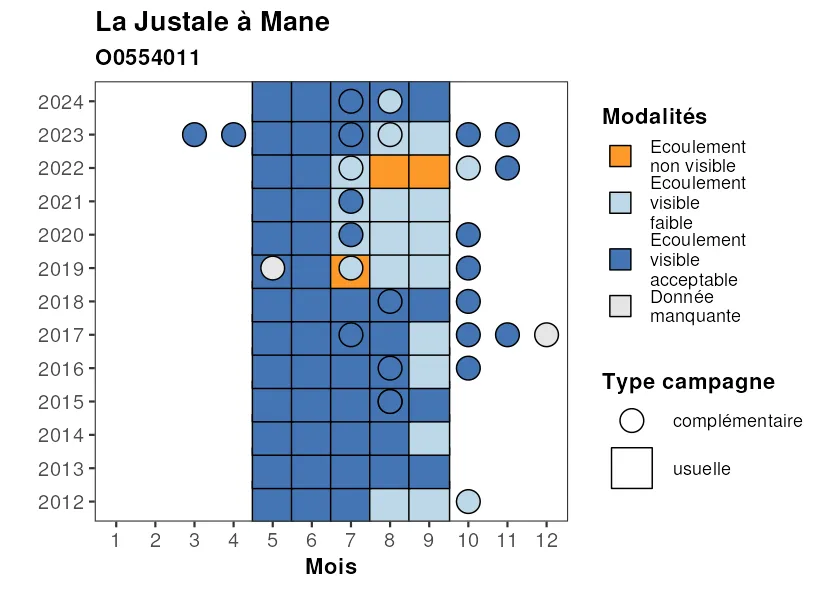 La Justale à Mane
O0554011
2024
2023
2022
2021
2020
2019
2018
2017
2016
2015
2014
2013
2012
1 2 3 4 5 6 7 8 9 10 11 12
Mois
Modalités
Ecoulement
non visible
Ecoulement
visible
faible
Ecoulement
visible
acceptable
Donnée
manquante
Type campagne
complémentaire
usuelle